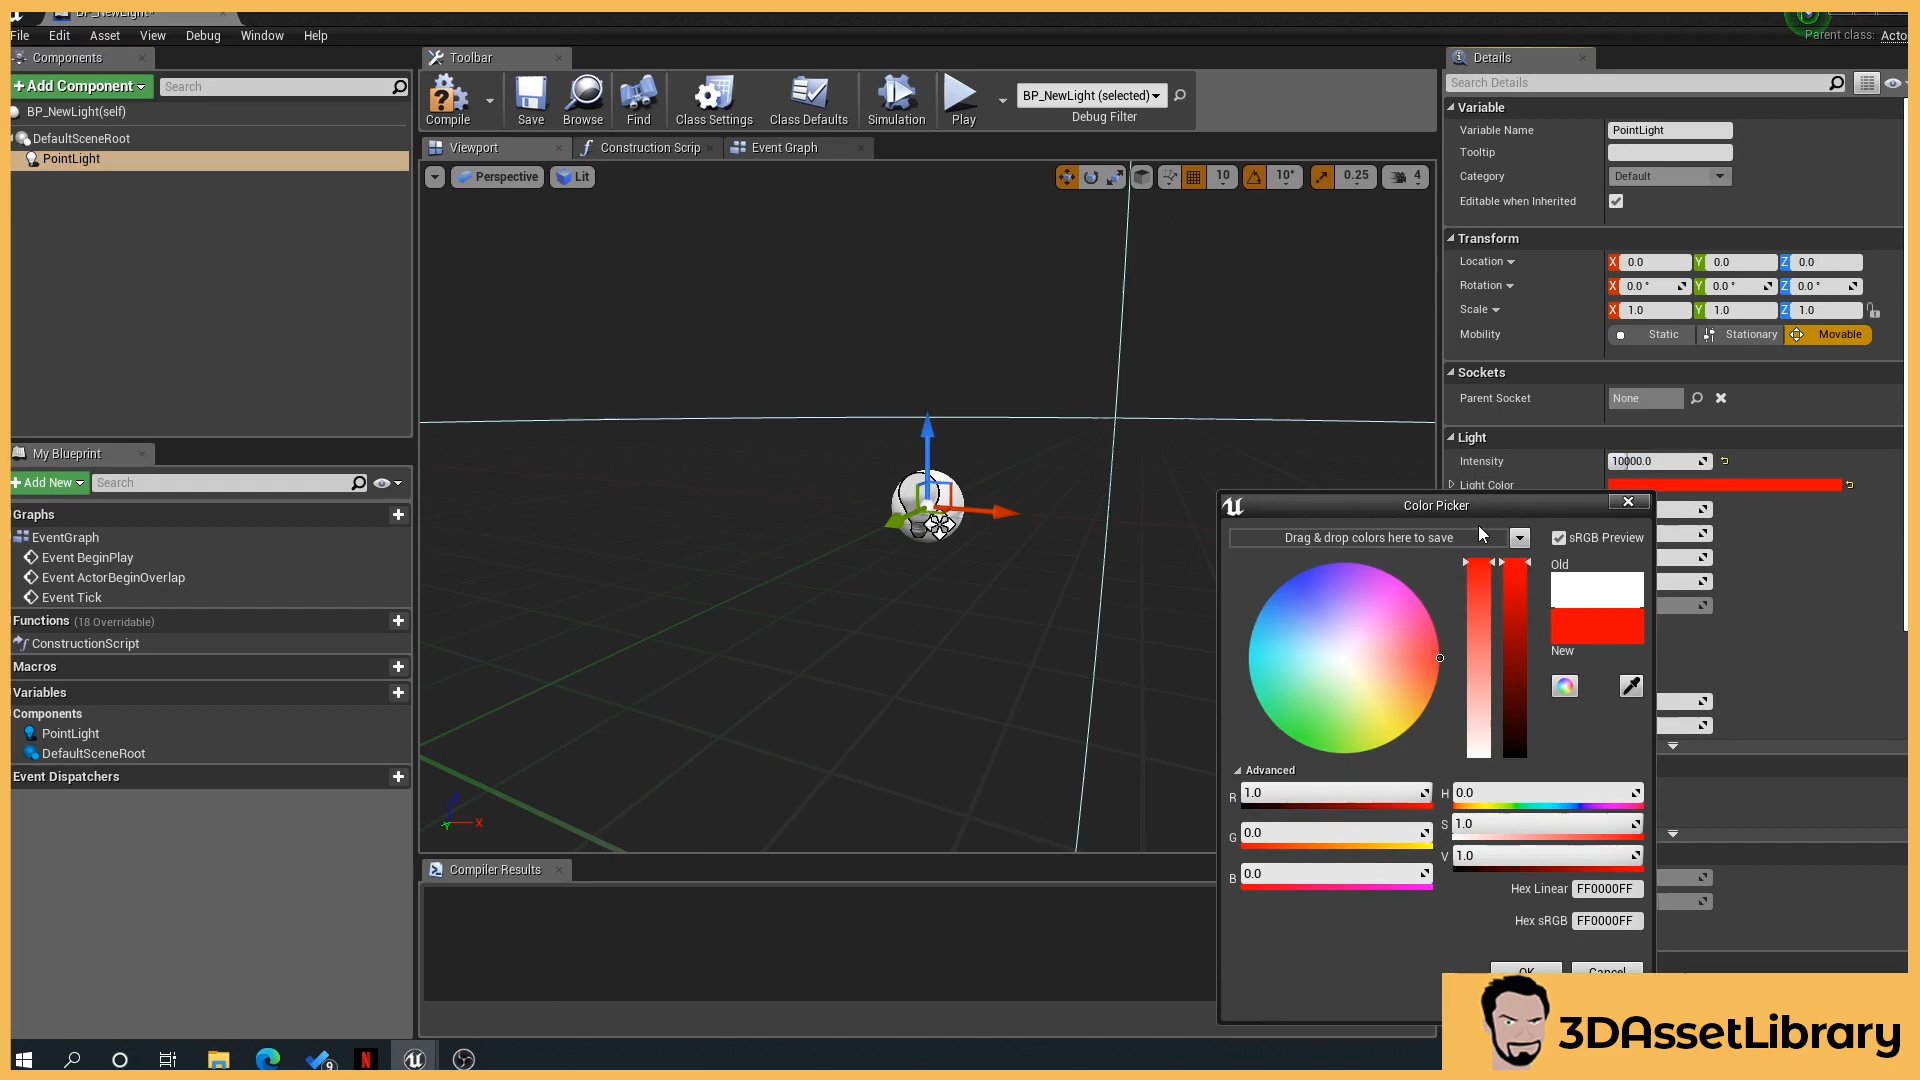 BP_NewLight*
File Edit Asset View Debug Window Help
Parent class: Acto
Components
Toolbar
Details
+Add Component
Search
BP_NewLight(self)
DefaultSceneRoot
PointLight
Compile
Save
Browse
Find
Class Settings
Class Defaults
Simulation
Play
BP_NewLight (selected)
Debug Filter
Viewport
Construction Scrip
Event Graph
Perspective
Lit
10
10°
0.25
4
Search Details
Variable
Variable Name PointLight
Tooltip
Category Default
Editable when Inherited
Transform
Location X 0.0 Y 0.0 Z 0.0
Rotation X 0.0 ° Y 0.0 ° Z 0.0 °
Scale X 1.0 Y 1.0 Z 1.0
Mobility Static Stationary Movable
Sockets
Parent Socket None
Light
Intensity 10000.0
Light Color
My Blueprint
+Add New
Search
Graphs +
EventGraph
Event BeginPlay
Event ActorBeginOverlap
Event Tick
Functions (18 Overridable) +
ConstructionScript
Macros +
Variables +
Components
PointLight
DefaultSceneRoot
Event Dispatchers +
Z
Y
X
Compiler Results
Color Picker
Drag & drop colors here to save
sRGB Preview
Old
New
Advanced
R 1.0 H 0.0
G 0.0 S 1.0
B 0.0 V 1.0
Hex Linear FF0000FF
Hex sRGB FF0000FF
OK Cancel
9
N
3DAssetLibrary